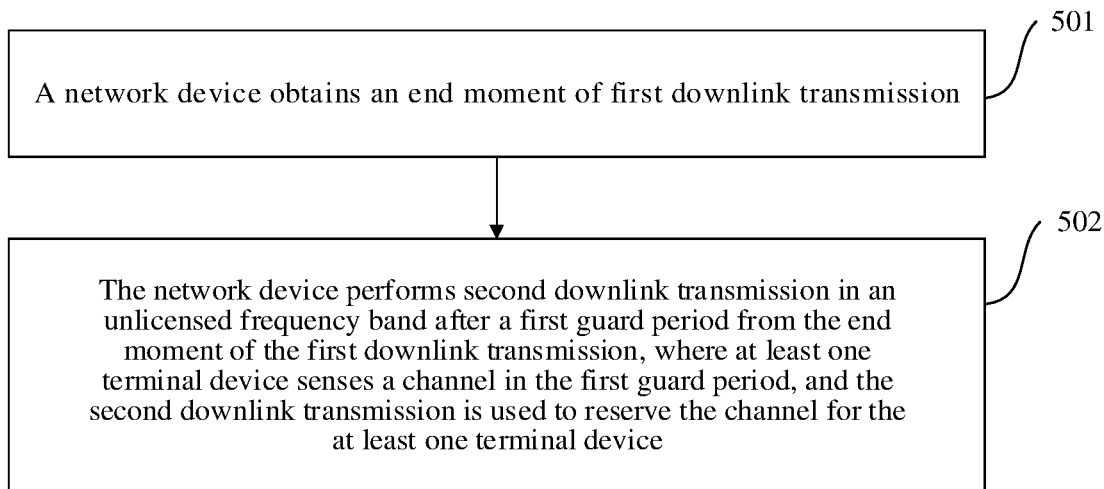 501
A network device obtains an end moment of first downlink transmission
502
The network device performs second downlink transmission in an
unlicensed frequency band after a first guard period from the end
moment of the first downlink transmission, where at least one
terminal device senses a channel in the first guard period, and the
second downlink transmission is used to reserve the channel for the
at least one terminal device